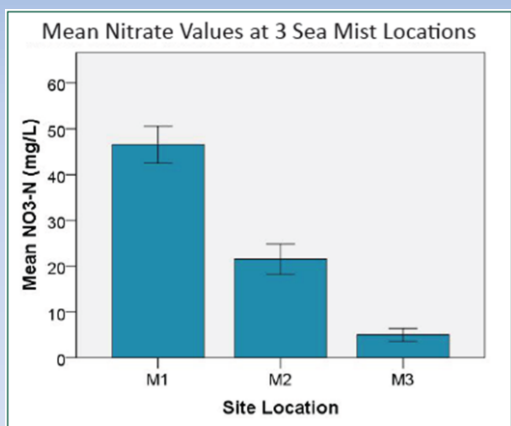 Mean Nitrate Values at 3 Sea Mist Locations
Mean NO3-N (mg/L)
60
50
40
30
20
10
0
M1 M2 M3
Site Location